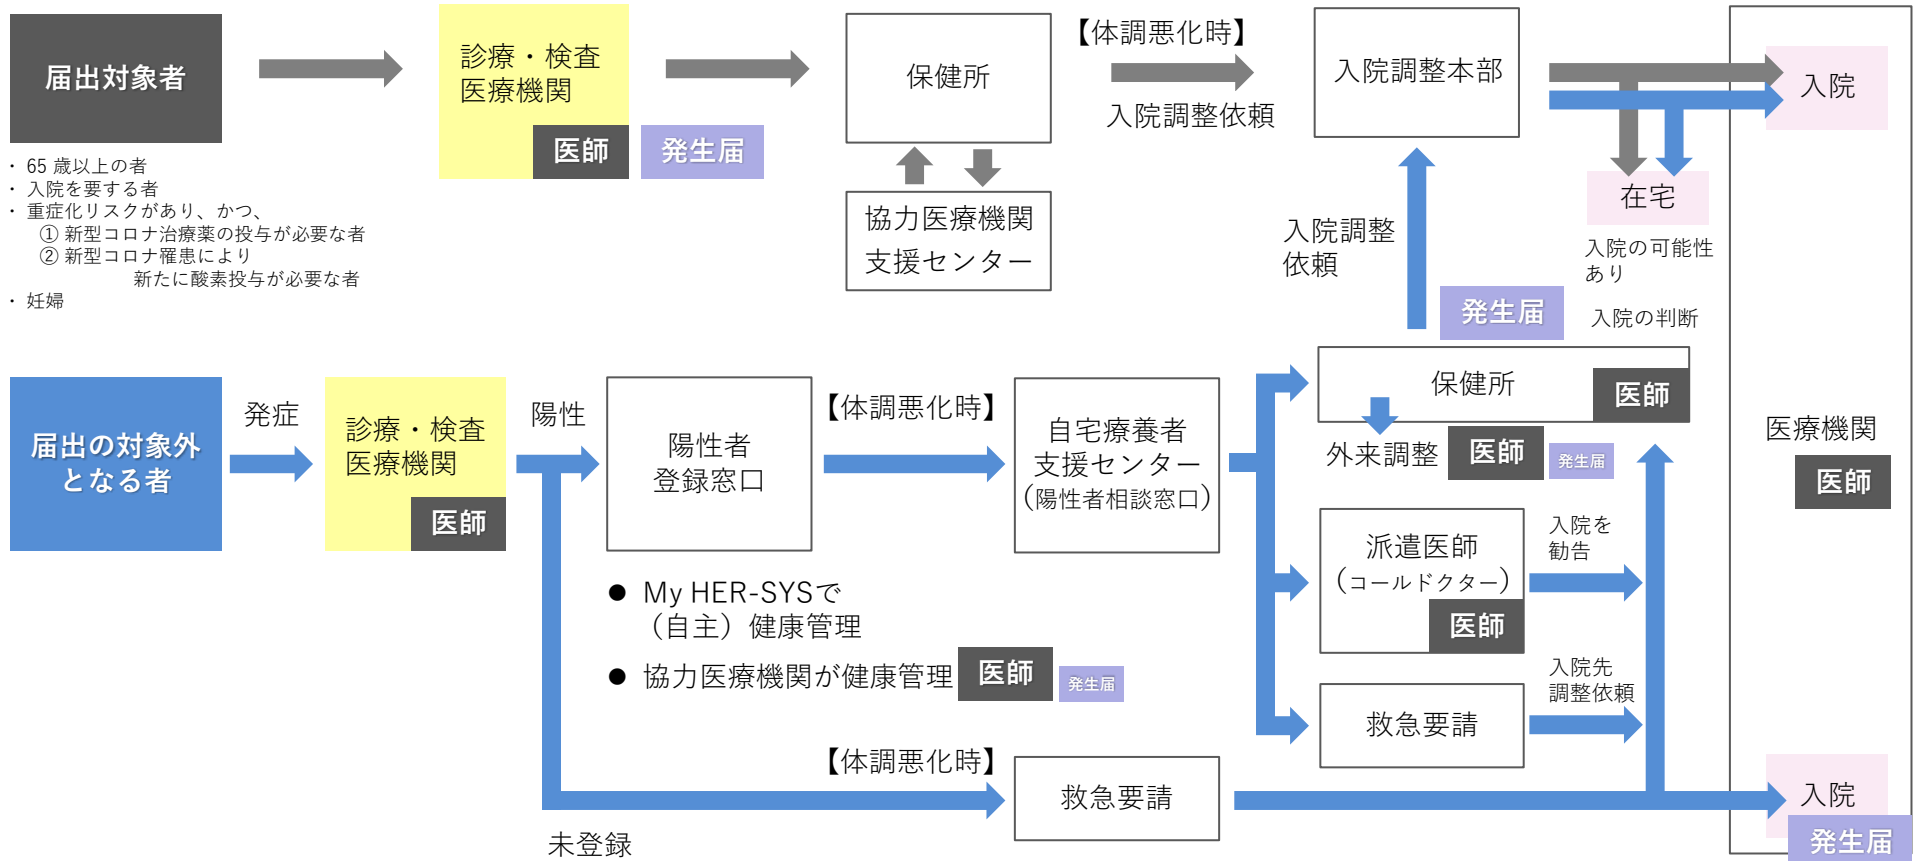 届出対象者
・ 65 歳以上の者
・ 入院を要する者
・ 重症化リスクがあり、かつ、
① 新型コロナ治療薬の投与が必要な者
② 新型コロナ罹患により
新たに酸素投与が必要な者
・ 妊婦
診療・検査
医療機関
医師
発生届
保健所
協力医療機関
支援センター
【体調悪化時】
入院調整依頼
入院調整本部
入院
在宅
入院の可能性
あり
入院の判断
入院調整
依頼
発生届
届出の対象外
となる者
発症
診療・検査
医療機関
医師
陽性
陽性者
登録窓口
【体調悪化時】
自宅療養者
支援センター
（陽性者相談窓口）
保健所
医師
外来調整
医師
発生届
派遣医師
（コールドクター）
医師
入院を
勧告
救急要請
入院先
調整依頼
● My HER-SYSで
（自主）健康管理
● 協力医療機関が健康管理
医師
発生届
未登録
【体調悪化時】
救急要請
医療機関
医師
入院
発生届